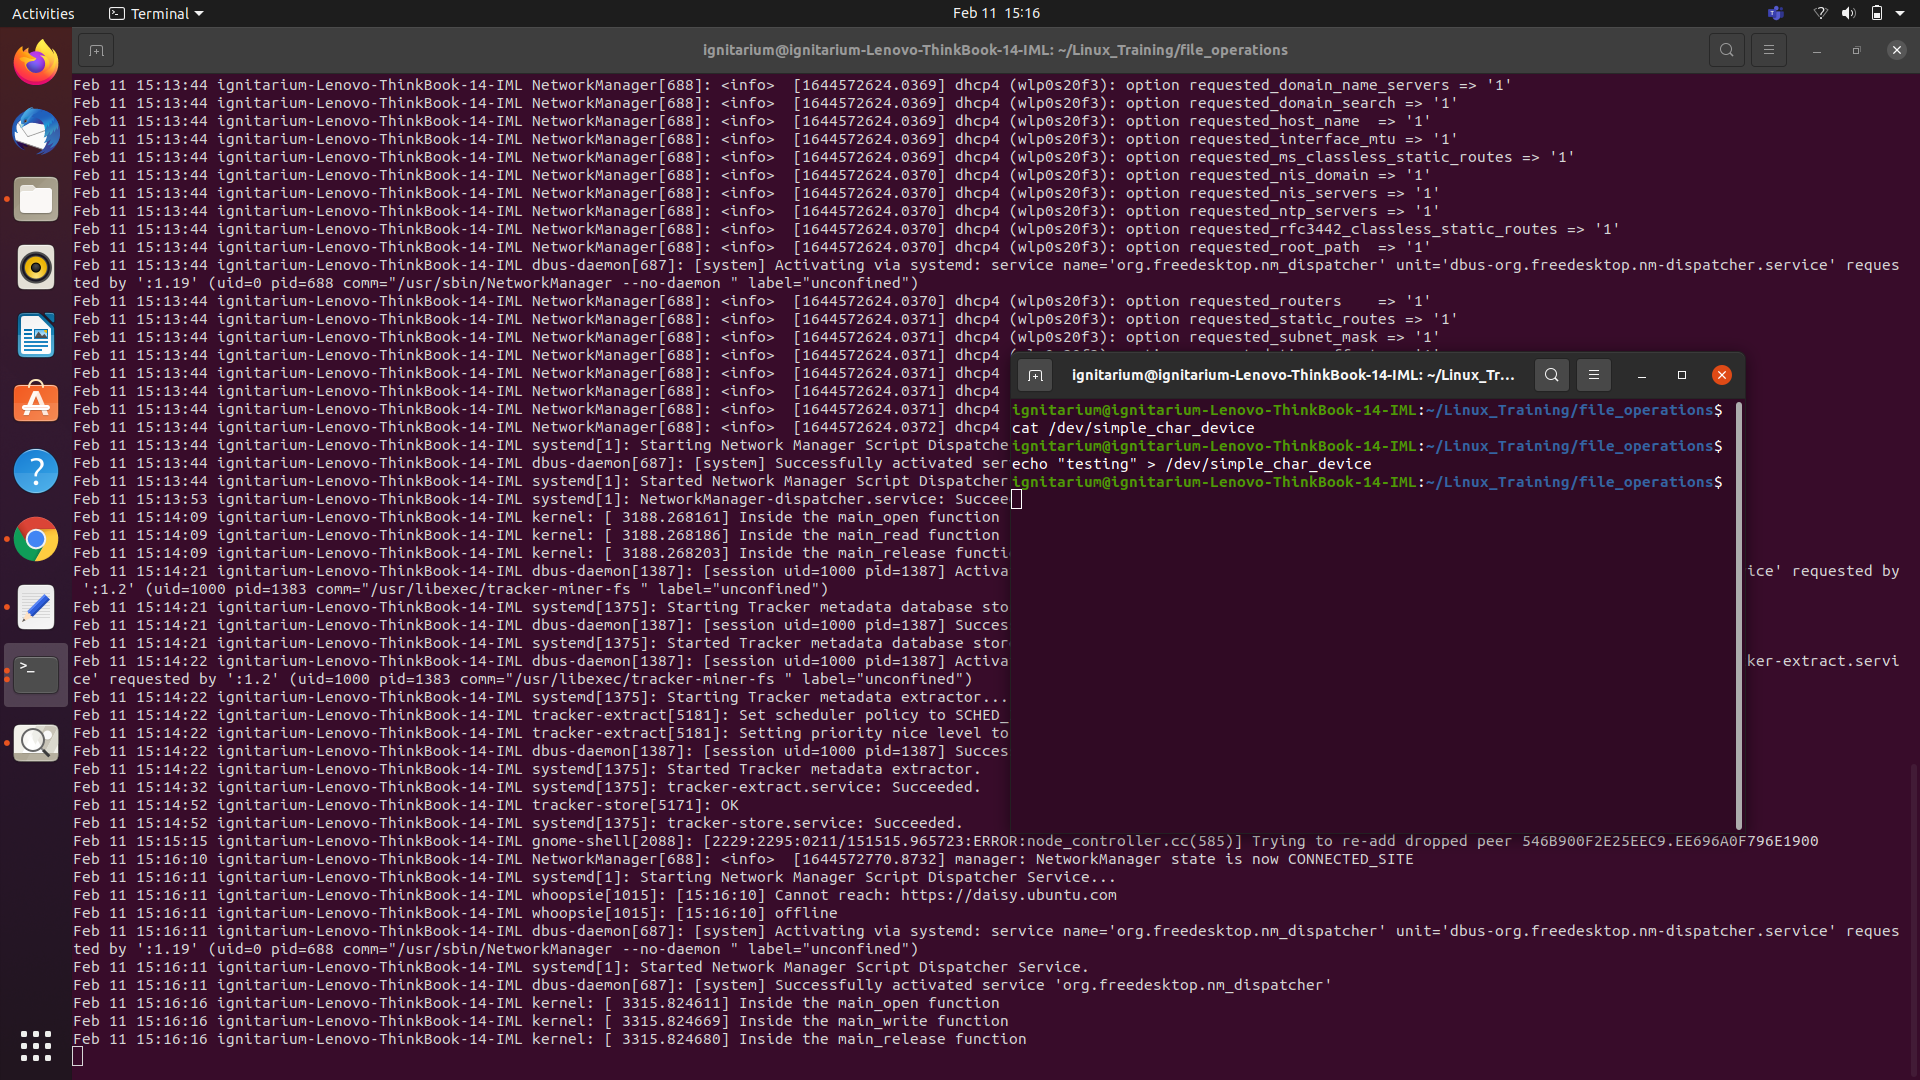 Activities
Terminal
Feb 11 15:16
ignitarium@ignitarium-Lenovo-ThinkBook-14-IML: ~/Linux_Training/file_operations
Feb 11 15:13:44 ignitarium-Lenovo-ThinkBook-14-IML NetworkManager[688]: <info>  [1644572624.0369] dhcp4 (wlp0s20f3): option requested_domain_name_servers => '1'
Feb 11 15:13:44 ignitarium-Lenovo-ThinkBook-14-IML NetworkManager[688]: <info>  [1644572624.0369] dhcp4 (wlp0s20f3): option requested_domain_search => '1'
Feb 11 15:13:44 ignitarium-Lenovo-ThinkBook-14-IML NetworkManager[688]: <info>  [1644572624.0369] dhcp4 (wlp0s20f3): option requested_host_name  => '1'
Feb 11 15:13:44 ignitarium-Lenovo-ThinkBook-14-IML NetworkManager[688]: <info>  [1644572624.0369] dhcp4 (wlp0s20f3): option requested_interface_mtu => '1'
Feb 11 15:13:44 ignitarium-Lenovo-ThinkBook-14-IML NetworkManager[688]: <info>  [1644572624.0369] dhcp4 (wlp0s20f3): option requested_ms_classless_static_routes => '1'
Feb 11 15:13:44 ignitarium-Lenovo-ThinkBook-14-IML NetworkManager[688]: <info>  [1644572624.0370] dhcp4 (wlp0s20f3): option requested_nis_domain => '1'
Feb 11 15:13:44 ignitarium-Lenovo-ThinkBook-14-IML NetworkManager[688]: <info>  [1644572624.0370] dhcp4 (wlp0s20f3): option requested_nis_servers => '1'
Feb 11 15:13:44 ignitarium-Lenovo-ThinkBook-14-IML NetworkManager[688]: <info>  [1644572624.0370] dhcp4 (wlp0s20f3): option requested_ntp_servers => '1'
Feb 11 15:13:44 ignitarium-Lenovo-ThinkBook-14-IML NetworkManager[688]: <info>  [1644572624.0370] dhcp4 (wlp0s20f3): option requested_rfc3442_classless_static_routes => '1'
Feb 11 15:13:44 ignitarium-Lenovo-ThinkBook-14-IML NetworkManager[688]: <info>  [1644572624.0370] dhcp4 (wlp0s20f3): option requested_root_path  => '1'
Feb 11 15:13:44 ignitarium-Lenovo-ThinkBook-14-IML dbus-daemon[687]: [system] Activating via systemd: service name='org.freedesktop.nm_dispatcher' unit='dbus-org.freedesktop.nm-dispatcher.service' reques
ted by ':1.19' (uid=0 pid=688 comm="/usr/sbin/NetworkManager --no-daemon " label="unconfined")
Feb 11 15:13:44 ignitarium-Lenovo-ThinkBook-14-IML NetworkManager[688]: <info>  [1644572624.0370] dhcp4 (wlp0s20f3): option requested_routers    => '1'
Feb 11 15:13:44 ignitarium-Lenovo-ThinkBook-14-IML NetworkManager[688]: <info>  [1644572624.0371] dhcp4 (wlp0s20f3): option requested_static_routes => '1'
Feb 11 15:13:44 ignitarium-Lenovo-ThinkBook-14-IML NetworkManager[688]: <info>  [1644572624.0371] dhcp4 (wlp0s20f3): option requested_subnet_mask => '1'
Feb 11 15:13:44 ignitarium-Lenovo-ThinkBook-14-IML NetworkManager[688]: <info>  [1644572624.0371] dhcp4
Feb 11 15:13:44 ignitarium-Lenovo-ThinkBook-14-IML NetworkManager[688]: <info>  [1644572624.0371] dhcp4
Feb 11 15:13:44 ignitarium-Lenovo-ThinkBook-14-IML NetworkManager[688]: <info>  [1644572624.0371] dhcp4
Feb 11 15:13:44 ignitarium-Lenovo-ThinkBook-14-IML NetworkManager[688]: <info>  [1644572624.0371] dhcp4
Feb 11 15:13:44 ignitarium-Lenovo-ThinkBook-14-IML NetworkManager[688]: <info>  [1644572624.0372] dhcp4
Feb 11 15:13:44 ignitarium-Lenovo-ThinkBook-14-IML systemd[1]: Starting Network Manager Script Dispatche
Feb 11 15:13:44 ignitarium-Lenovo-ThinkBook-14-IML dbus-daemon[687]: [system] Successfully activated ser
Feb 11 15:13:44 ignitarium-Lenovo-ThinkBook-14-IML systemd[1]: Started Network Manager Script Dispatcher
Feb 11 15:13:53 ignitarium-Lenovo-ThinkBook-14-IML systemd[1]: NetworkManager-dispatcher.service: Succee
Feb 11 15:14:09 ignitarium-Lenovo-ThinkBook-14-IML kernel: [ 3188.268161] Inside the main_open function
Feb 11 15:14:09 ignitarium-Lenovo-ThinkBook-14-IML kernel: [ 3188.268186] Inside the main_read function
Feb 11 15:14:09 ignitarium-Lenovo-ThinkBook-14-IML kernel: [ 3188.268203] Inside the main_release functi
Feb 11 15:14:21 ignitarium-Lenovo-ThinkBook-14-IML dbus-daemon[1387]: [session uid=1000 pid=1387] Activa ice' requested by
 ':1.2' (uid=1000 pid=1383 comm="/usr/libexec/tracker-miner-fs " label="unconfined")
Feb 11 15:14:21 ignitarium-Lenovo-ThinkBook-14-IML systemd[1375]: Starting Tracker metadata database sto
Feb 11 15:14:21 ignitarium-Lenovo-ThinkBook-14-IML dbus-daemon[1387]: [session uid=1000 pid=1387] Succes
Feb 11 15:14:21 ignitarium-Lenovo-ThinkBook-14-IML systemd[1375]: Started Tracker metadata database stor
Feb 11 15:14:22 ignitarium-Lenovo-ThinkBook-14-IML dbus-daemon[1387]: [session uid=1000 pid=1387] Activa ker-extract.servi
ce' requested by ':1.2' (uid=1000 pid=1383 comm="/usr/libexec/tracker-miner-fs " label="unconfined")
Feb 11 15:14:22 ignitarium-Lenovo-ThinkBook-14-IML systemd[1375]: Starting Tracker metadata extractor...
Feb 11 15:14:22 ignitarium-Lenovo-ThinkBook-14-IML tracker-extract[5181]: Set scheduler policy to SCHED_
Feb 11 15:14:22 ignitarium-Lenovo-ThinkBook-14-IML tracker-extract[5181]: Setting priority nice level to
Feb 11 15:14:22 ignitarium-Lenovo-ThinkBook-14-IML dbus-daemon[1387]: [session uid=1000 pid=1387] Succes
Feb 11 15:14:22 ignitarium-Lenovo-ThinkBook-14-IML systemd[1375]: Started Tracker metadata extractor.
Feb 11 15:14:32 ignitarium-Lenovo-ThinkBook-14-IML systemd[1375]: tracker-extract.service: Succeeded.
Feb 11 15:14:52 ignitarium-Lenovo-ThinkBook-14-IML tracker-store[5171]: OK
Feb 11 15:14:52 ignitarium-Lenovo-ThinkBook-14-IML systemd[1375]: tracker-store.service: Succeeded.
Feb 11 15:15:15 ignitarium-Lenovo-ThinkBook-14-IML gnome-shell[2088]: [2229:2295:0211/151515.965723:ERROR:node_controller.cc(585)] Trying to re-add dropped peer 546B900F2E25EEC9.EE696A0F796E1900
Feb 11 15:16:10 ignitarium-Lenovo-ThinkBook-14-IML NetworkManager[688]: <info>  [1644572770.8732] manager: NetworkManager state is now CONNECTED_SITE
Feb 11 15:16:11 ignitarium-Lenovo-ThinkBook-14-IML systemd[1]: Starting Network Manager Script Dispatcher Service...
Feb 11 15:16:11 ignitarium-Lenovo-ThinkBook-14-IML whoopsie[1015]: [15:16:10] Cannot reach: https://daisy.ubuntu.com
Feb 11 15:16:11 ignitarium-Lenovo-ThinkBook-14-IML whoopsie[1015]: [15:16:10] offline
Feb 11 15:16:11 ignitarium-Lenovo-ThinkBook-14-IML dbus-daemon[687]: [system] Activating via systemd: service name='org.freedesktop.nm_dispatcher' unit='dbus-org.freedesktop.nm-dispatcher.service' reques
ted by ':1.19' (uid=0 pid=688 comm="/usr/sbin/NetworkManager --no-daemon " label="unconfined")
Feb 11 15:16:11 ignitarium-Lenovo-ThinkBook-14-IML systemd[1]: Started Network Manager Script Dispatcher Service.
Feb 11 15:16:11 ignitarium-Lenovo-ThinkBook-14-IML dbus-daemon[687]: [system] Successfully activated service 'org.freedesktop.nm_dispatcher'
Feb 11 15:16:16 ignitarium-Lenovo-ThinkBook-14-IML kernel: [ 3315.824611] Inside the main_open function
Feb 11 15:16:16 ignitarium-Lenovo-ThinkBook-14-IML kernel: [ 3315.824669] Inside the main_write function
Feb 11 15:16:16 ignitarium-Lenovo-ThinkBook-14-IML kernel: [ 3315.824680] Inside the main_release function
ignitarium@ignitarium-Lenovo-ThinkBook-14-IML: ~/Linux_Tr...
ignitarium@ignitarium-Lenovo-ThinkBook-14-IML:~/Linux_Training/file_operations$
cat /dev/simple_char_device
ignitarium@ignitarium-Lenovo-ThinkBook-14-IML:~/Linux_Training/file_operations$
echo "testing" > /dev/simple_char_device
ignitarium@ignitarium-Lenovo-ThinkBook-14-IML:~/Linux_Training/file_operations$